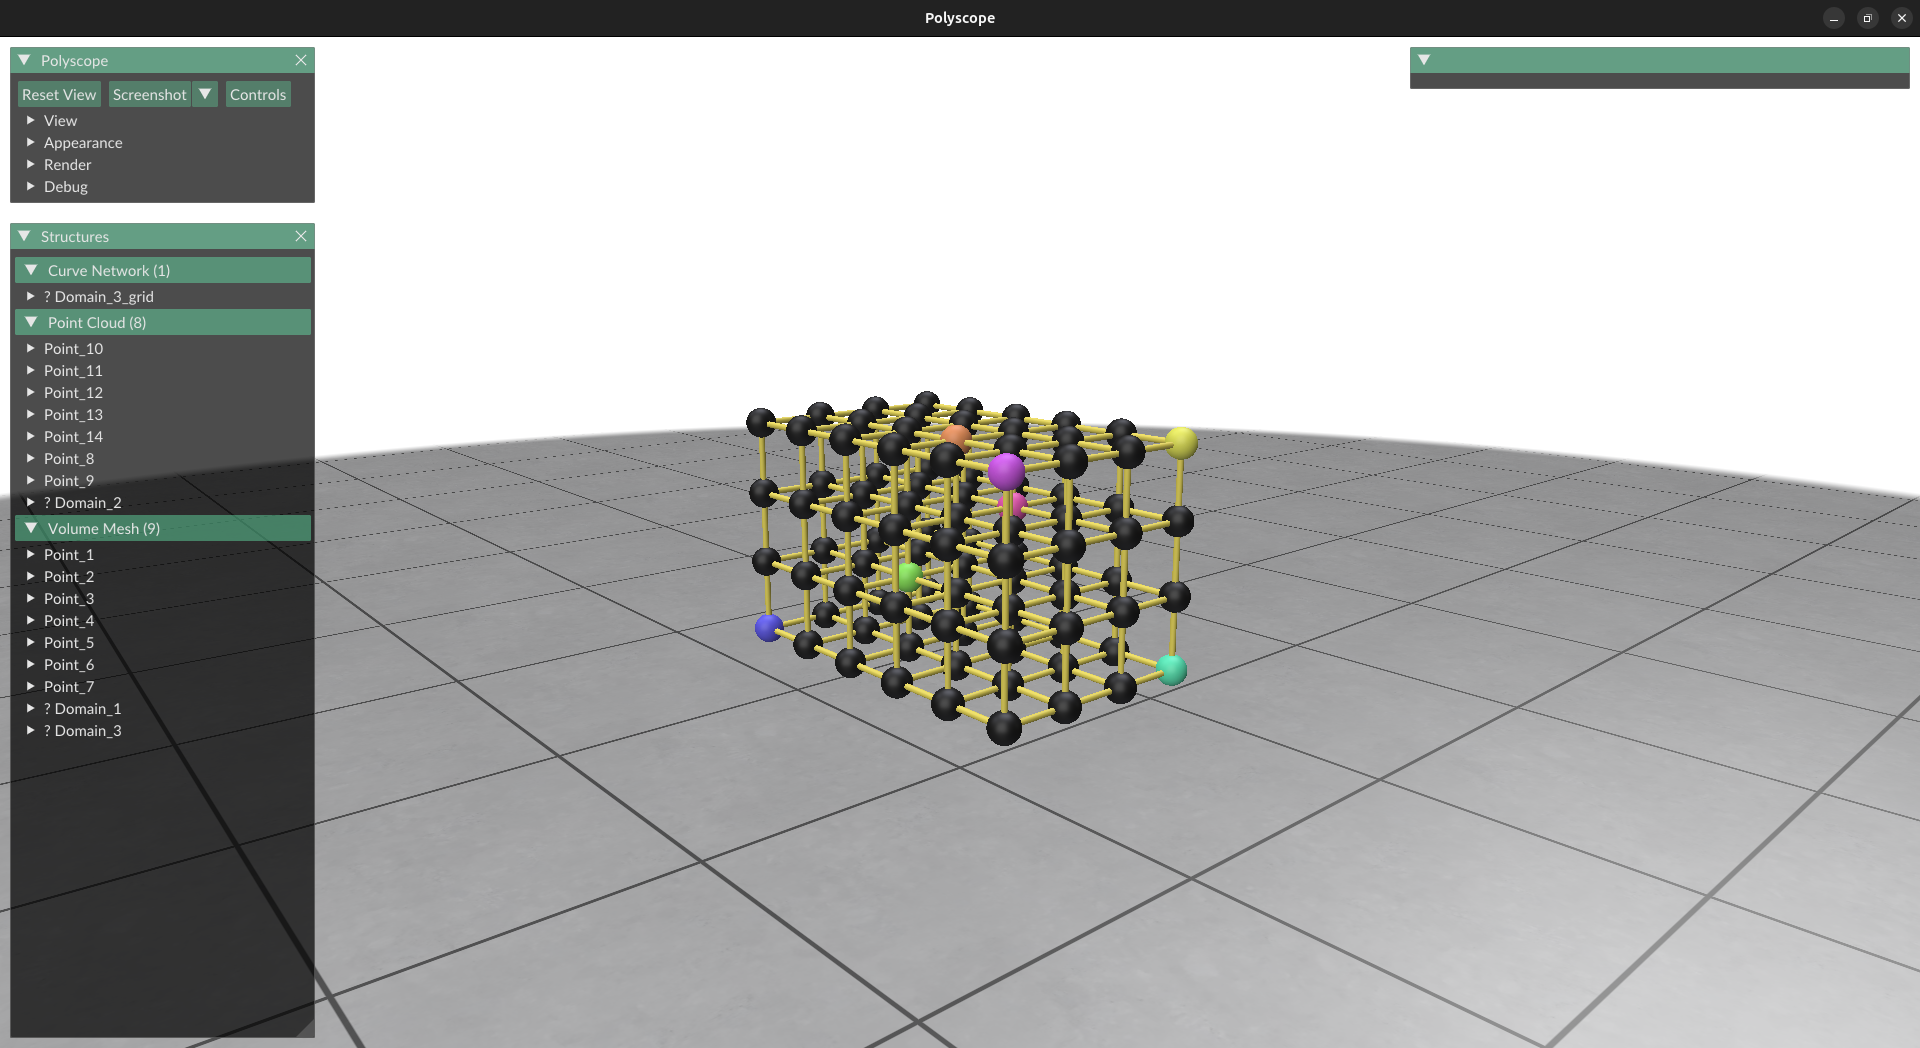 Polyscope
Polyscope
Reset View Screenshot Controls
View
Appearance
Render
Debug
Structures
Curve Network (1)
? Domain_3_grid
Point Cloud (8)
Point_10
Point_11
Point_12
Point_13
Point_14
Point_8
Point_9
? Domain_2
Volume Mesh (9)
Point_1
Point_2
Point_3
Point_4
Point_5
Point_6
Point_7
? Domain_1
? Domain_3